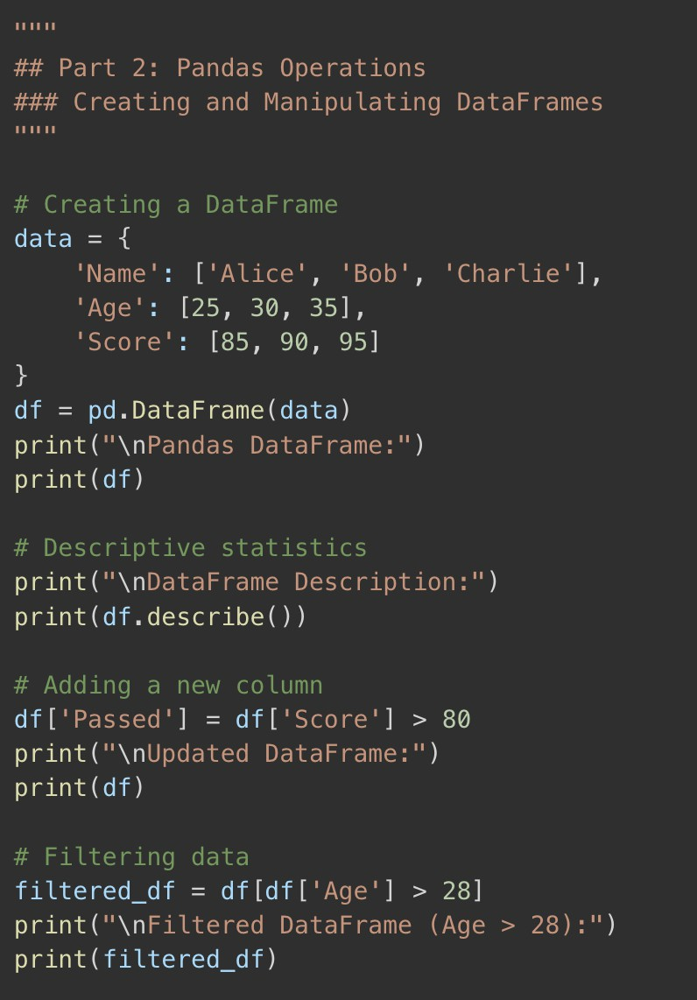 """
## Part 2: Pandas Operations
### Creating and Manipulating DataFrames
"""

# Creating a DataFrame
data = {
    'Name': ['Alice', 'Bob', 'Charlie'],
    'Age': [25, 30, 35],
    'Score': [85, 90, 95]
}
df = pd.DataFrame(data)
print("\nPandas DataFrame:")
print(df)

# Descriptive statistics
print("\nDataFrame Description:")
print(df.describe())

# Adding a new column
df['Passed'] = df['Score'] > 80
print("\nUpdated DataFrame:")
print(df)

# Filtering data
filtered_df = df[df['Age'] > 28]
print("\nFiltered DataFrame (Age > 28):")
print(filtered_df)